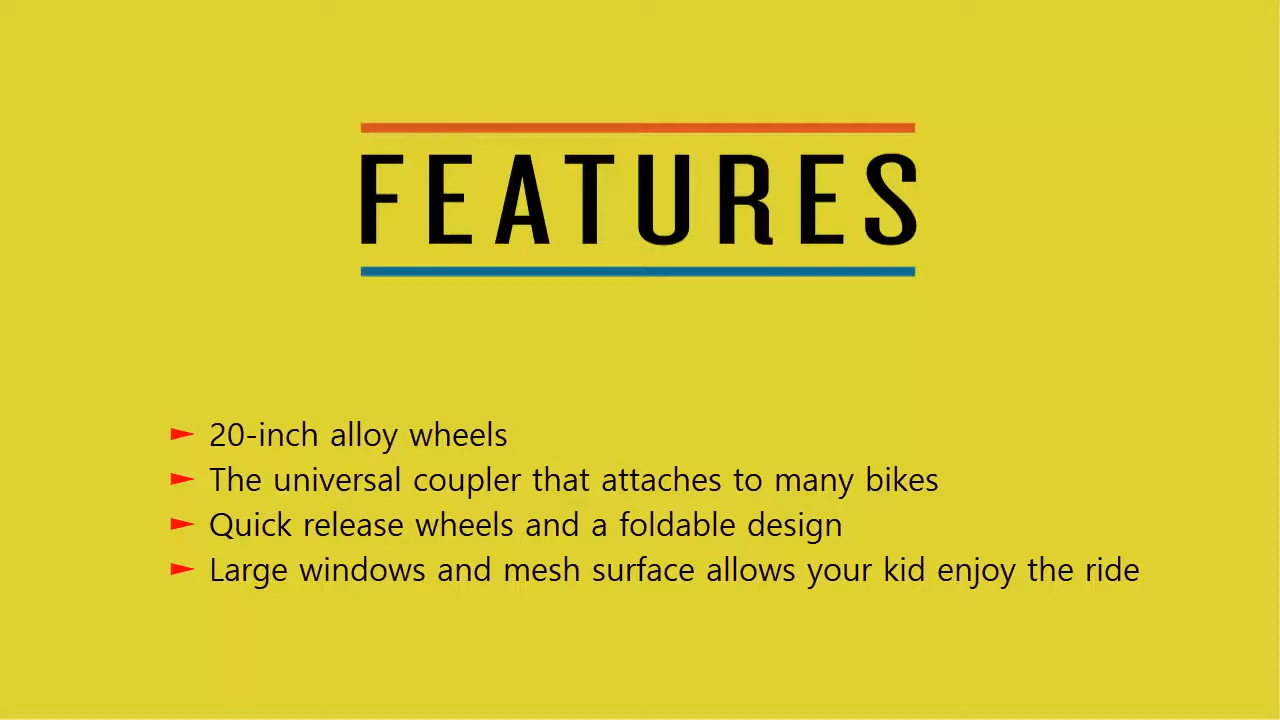 FEATURES
► 20-inch alloy wheels
► The universal coupler that attaches to many bikes
► Quick release wheels and a foldable design
► Large windows and mesh surface allows your kid enjoy the ride